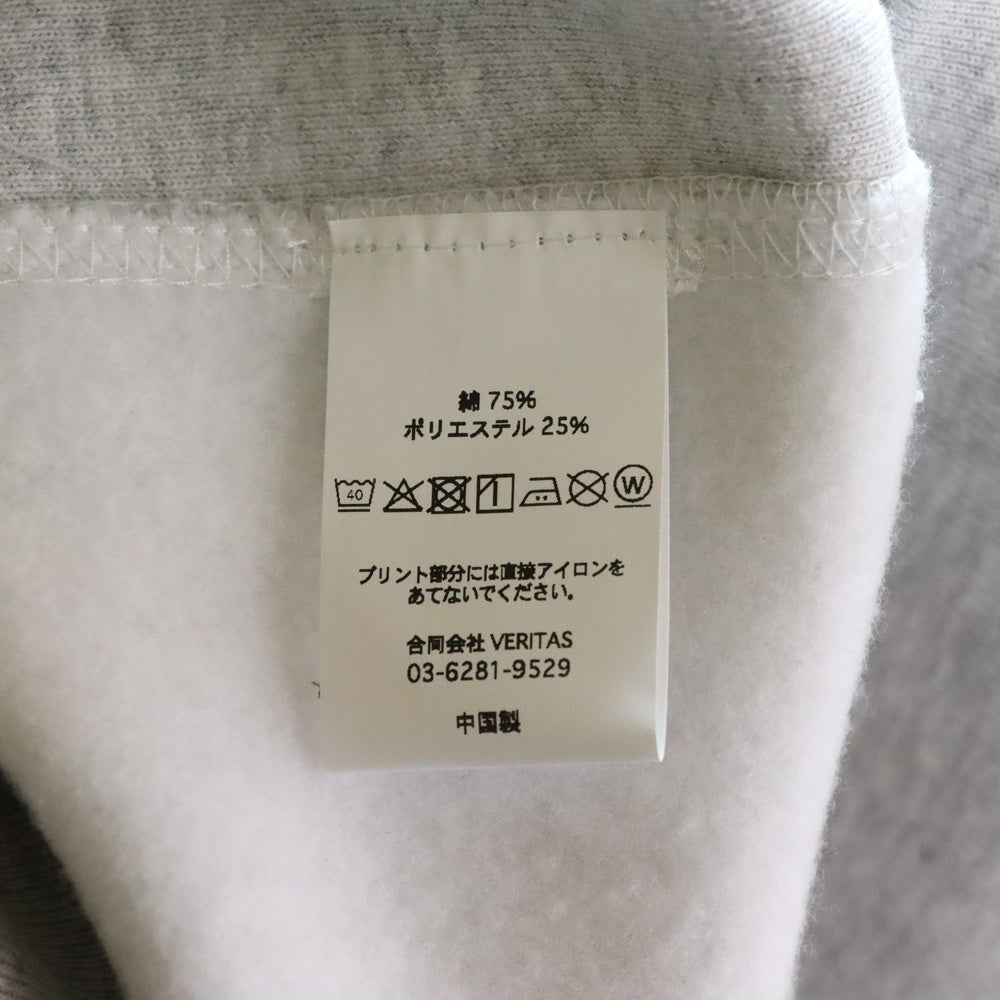 綿 75%
ポリエステル 25%
40 W
プリント部分には直接アイロンを
あてないでください。
合同会社 VERITAS
03-6281-9529
中国製